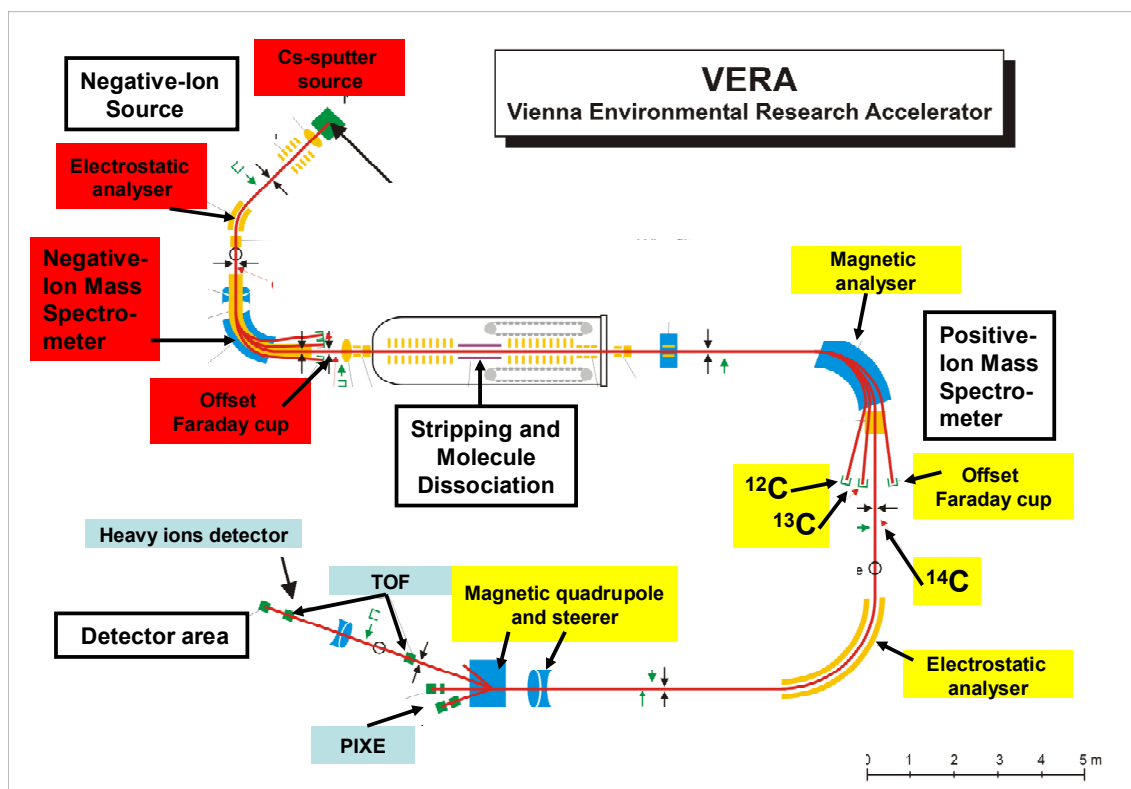 Cs-sputter
source
Negative-Ion
Source
VERA
Vienna Environmental Research Accelerator
Electrostatic
analyser
Negative-
Ion Mass
Spectro-
meter
Magnetic
analyser
Positive-
Ion Mass
Spectro-
meter
Offset
Faraday cup
Stripping and
Molecule
Dissociation
12C
13C
Offset
Faraday cup
14C
Heavy ions detector
TOF
Magnetic quadrupole
and steerer
Detector area
Electrostatic
analyser
PIXE
1 2 3 4 5 m